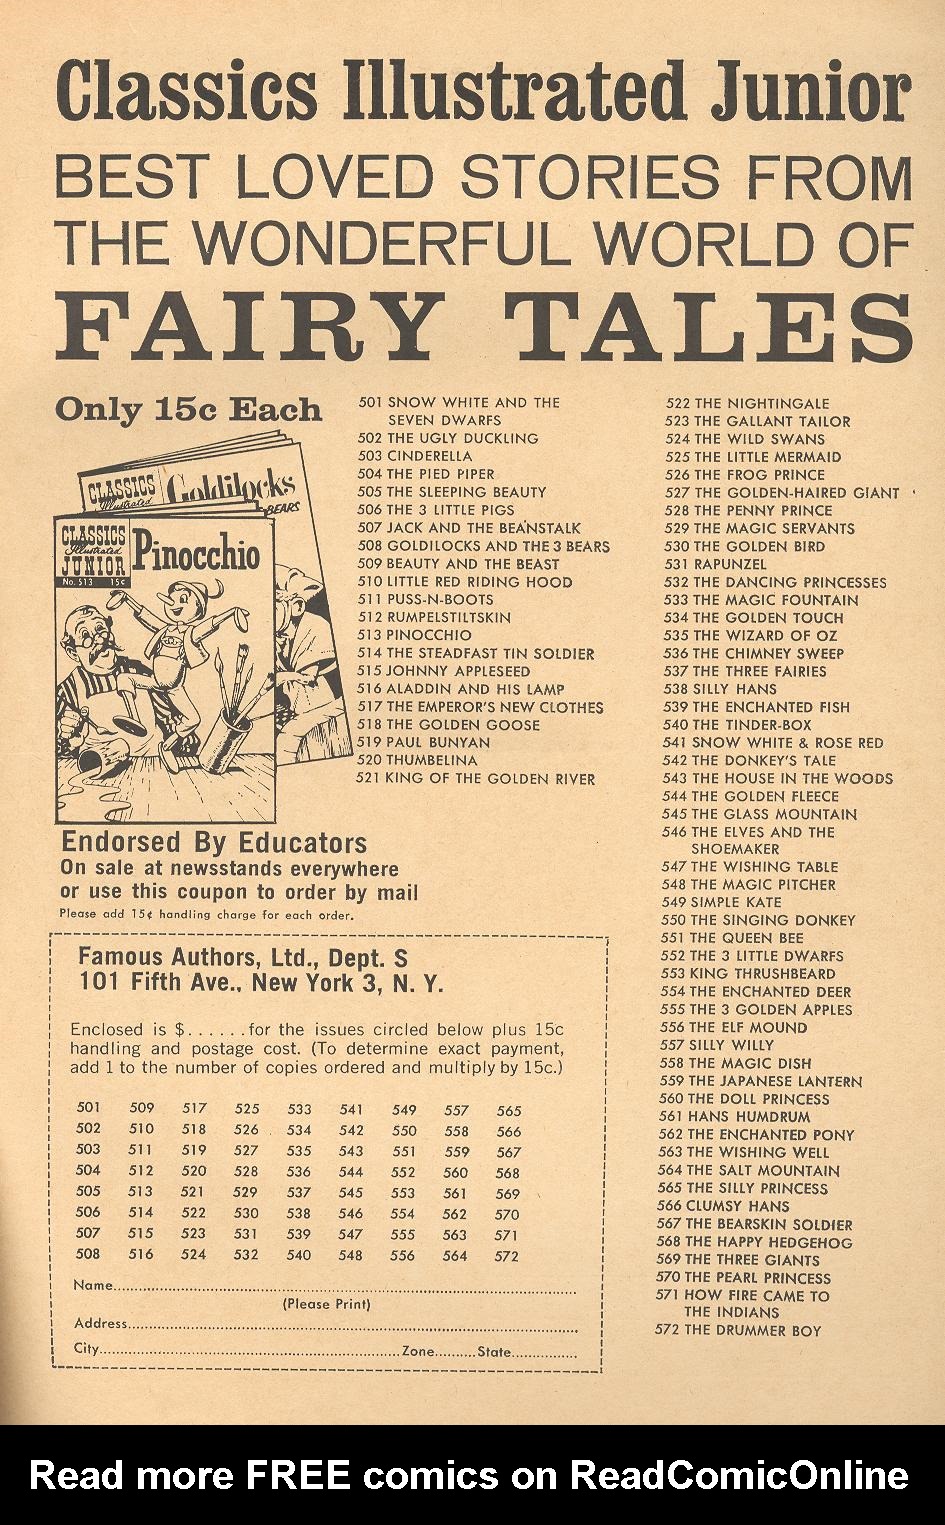 Classics Illustrated Junior
BEST LOVED STORIES FROM
THE WONDERFUL WORLD OF
FAIRY TALES
Only 15c Each
CLASSICS
Illustrated
Goldilocks
BEARS
CLASSICS
Illustrated
JUNIOR
No. 513 15c
Pinocchio
501 SNOW WHITE AND THE
SEVEN DWARFS
502 THE UGLY DUCKLING
503 CINDERELLA
504 THE PIED PIPER
505 THE SLEEPING BEAUTY
506 THE 3 LITTLE PIGS
507 JACK AND THE BEANSTALK
508 GOLDILOCKS AND THE 3 BEARS
509 BEAUTY AND THE BEAST
510 LITTLE RED RIDING HOOD
511 PUSS-N-BOOTS
512 RUMPELSTILTSKIN
513 PINOCCHIO
514 THE STEADFAST TIN SOLDIER
515 JOHNNY APPLESEED
516 ALADDIN AND HIS LAMP
517 THE EMPEROR'S NEW CLOTHES
518 THE GOLDEN GOOSE
519 PAUL BUNYAN
520 THUMBELINA
521 KING OF THE GOLDEN RIVER
522 THE NIGHTINGALE
523 THE GALLANT TAILOR
524 THE WILD SWANS
525 THE LITTLE MERMAID
526 THE FROG PRINCE
527 THE GOLDEN-HAIRED GIANT
528 THE PENNY PRINCE
529 THE MAGIC SERVANTS
530 THE GOLDEN BIRD
531 RAPUNZEL
532 THE DANCING PRINCESSES
533 THE MAGIC FOUNTAIN
534 THE GOLDEN TOUCH
535 THE WIZARD OF OZ
536 THE CHIMNEY SWEEP
537 THE THREE FAIRIES
538 SILLY HANS
539 THE ENCHANTED FISH
540 THE TINDER-BOX
541 SNOW WHITE & ROSE RED
542 THE DONKEY'S TALE
543 THE HOUSE IN THE WOODS
544 THE GOLDEN FLEECE
545 THE GLASS MOUNTAIN
546 THE ELVES AND THE
SHOEMAKER
547 THE WISHING TABLE
548 THE MAGIC PITCHER
549 SIMPLE KATE
550 THE SINGING DONKEY
551 THE QUEEN BEE
552 THE 3 LITTLE DWARFS
553 KING THRUSHBEARD
554 THE ENCHANTED DEER
555 THE 3 GOLDEN APPLES
556 THE ELF MOUND
557 SILLY WILLY
558 THE MAGIC DISH
559 THE JAPANESE LANTERN
560 THE DOLL PRINCESS
561 HANS HUMDRUM
562 THE ENCHANTED PONY
563 THE WISHING WELL
564 THE SALT MOUNTAIN
565 THE SILLY PRINCESS
566 CLUMSY HANS
567 THE BEARSKIN SOLDIER
568 THE HAPPY HEDGEHOG
569 THE THREE GIANTS
570 THE PEARL PRINCESS
571 HOW FIRE CAME TO
THE INDIANS
572 THE DRUMMER BOY
Endorsed By Educators
On sale at newsstands everywhere
or use this coupon to order by mail
Please add 15¢ handling charge for each order.
Famous Authors, Ltd., Dept. S
101 Fifth Ave., New York 3, N. Y.
Enclosed is $......for the issues circled below plus 15c
handling and postage cost. (To determine exact payment,
add 1 to the number of copies ordered and multiply by 15c.)
501 509 517 525 533 541 549 557 565
502 510 518 526 534 542 550 558 566
503 511 519 527 535 543 551 559 567
504 512 520 528 536 544 552 560 568
505 513 521 529 537 545 553 561 569
506 514 522 530 538 546 554 562 570
507 515 523 531 539 547 555 563 571
508 516 524 532 540 548 556 564 572
Name
(Please Print)
Address
City Zone State
Read more FREE comics on ReadComicOnline